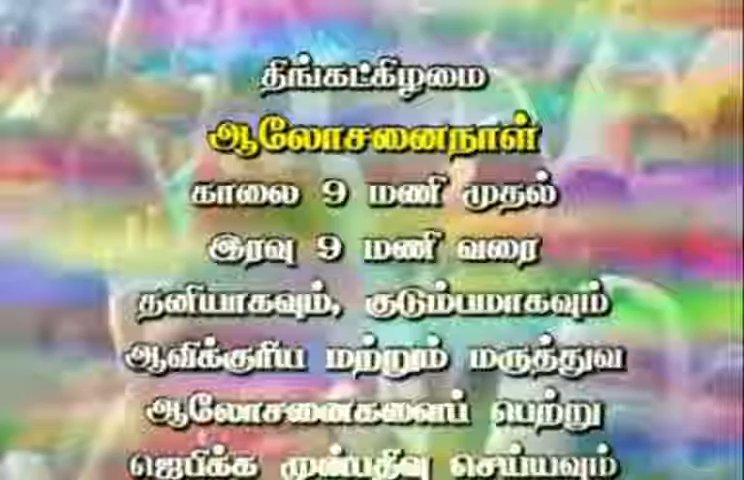 திங்கட்கிழமை
ஆலோசனைநாள்
காலை 9 மணி முதல்
இரவு 9 மணி வரை
தனியாகவும், குடும்பமாகவும்
ஆவிக்குரிய மற்றும் மருத்துவ
ஆலோசனைகளைப் பெற்று
ஜெபிக்க முன்பதிவு செய்யவும்